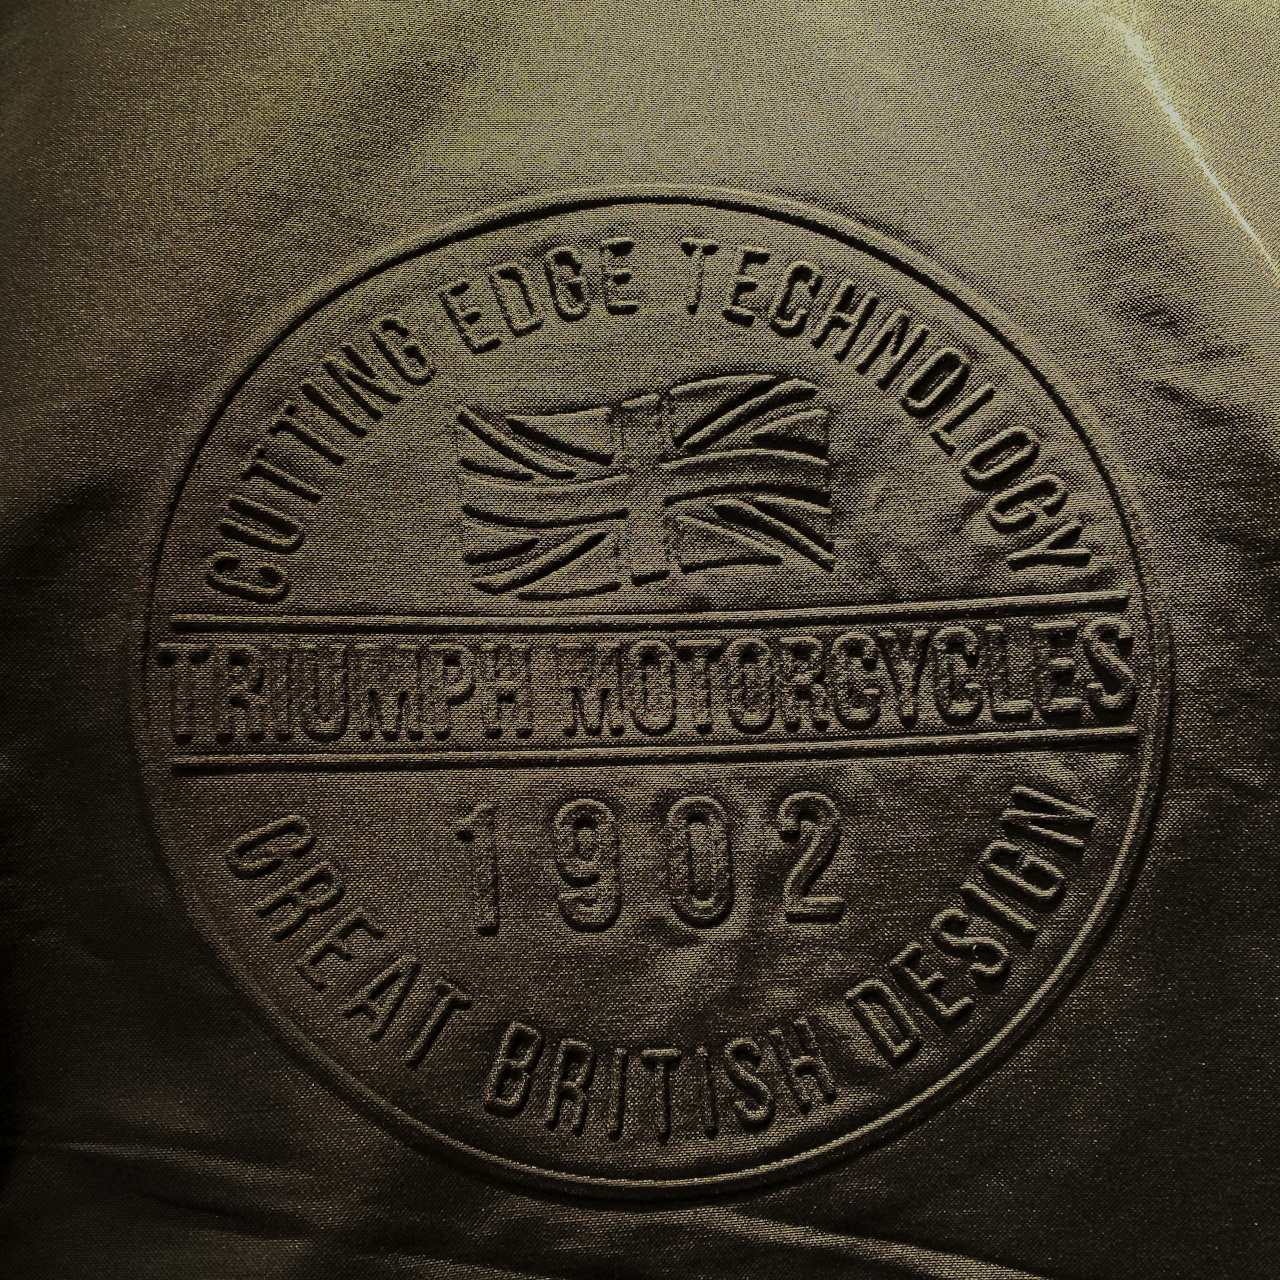 CUTTING EDGE TECHNOLOGY
TRIUMPH MOTORCYCLES
1902
GREAT BRITISH DESIGN